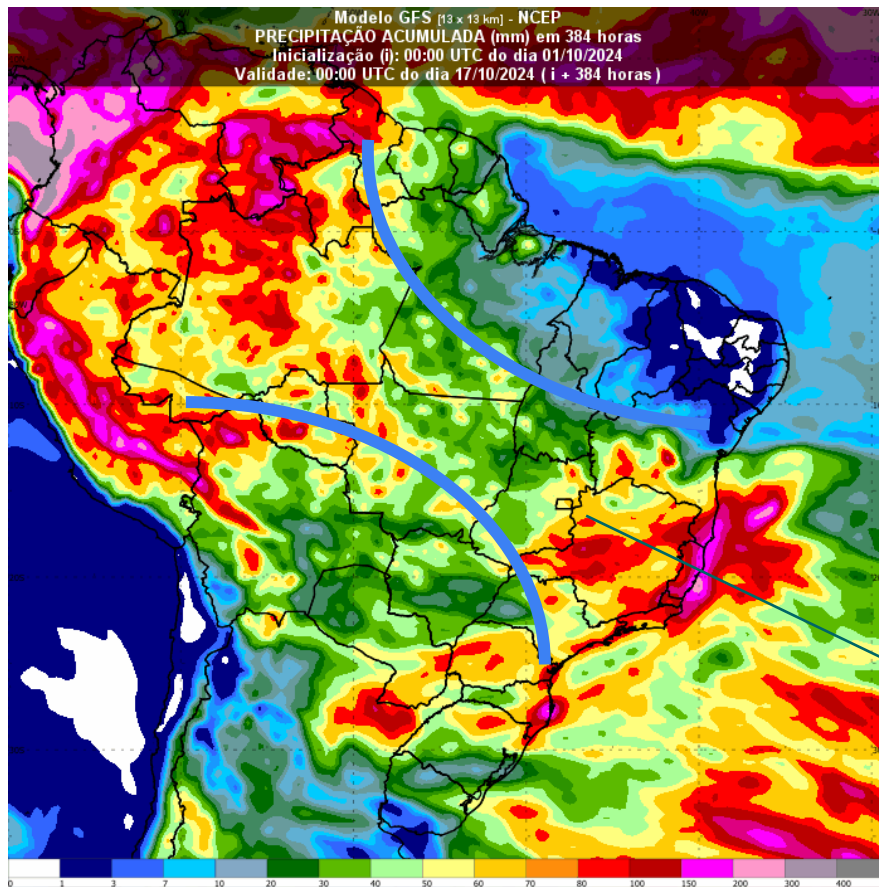 Modelo GFS [13 x 13 km] - NCEP
PRECIPITAÇÃO ACUMULADA (mm) em 384 horas
Inicialização (i): 00:00 UTC do dia 01/10/2024
Validade: 00:00 UTC do dia 17/10/2024 ( i + 384 horas )
0 1 3 7 10 20 30 40 50 60 70 80 100 150 200 300 400